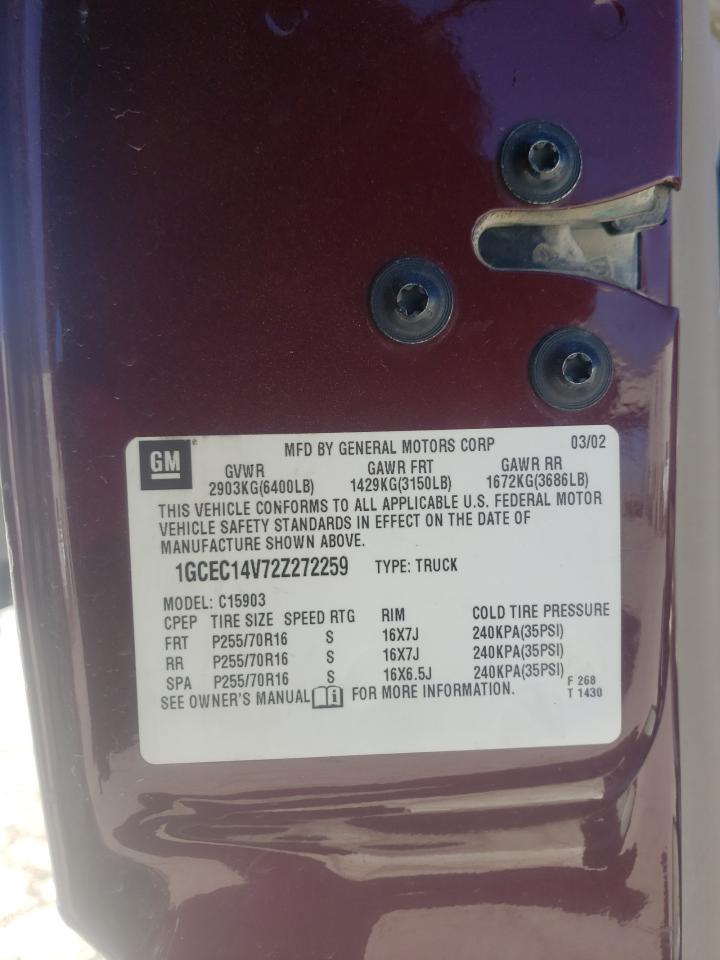 GM MFD BY GENERAL MOTORS CORP 03/02
GVWR GAWR FRT GAWR RR
2903KG(6400LB) 1429KG(3150LB) 1672KG(3686LB)
THIS VEHICLE CONFORMS TO ALL APPLICABLE U.S. FEDERAL MOTOR
VEHICLE SAFETY STANDARDS IN EFFECT ON THE DATE OF
MANUFACTURE SHOWN ABOVE.
1GCEC14V72Z272259 TYPE: TRUCK
MODEL: C15903
CPEP TIRE SIZE SPEED RTG RIM COLD TIRE PRESSURE
FRT P255/70R16 S 16X7J 240KPA(35PSI)
RR P255/70R16 S 16X7J 240KPA(35PSI)
SPA P255/70R16 S 16X6.5J 240KPA(35PSI) F 268
SEE OWNER'S MANUAL FOR MORE INFORMATION. T 1430